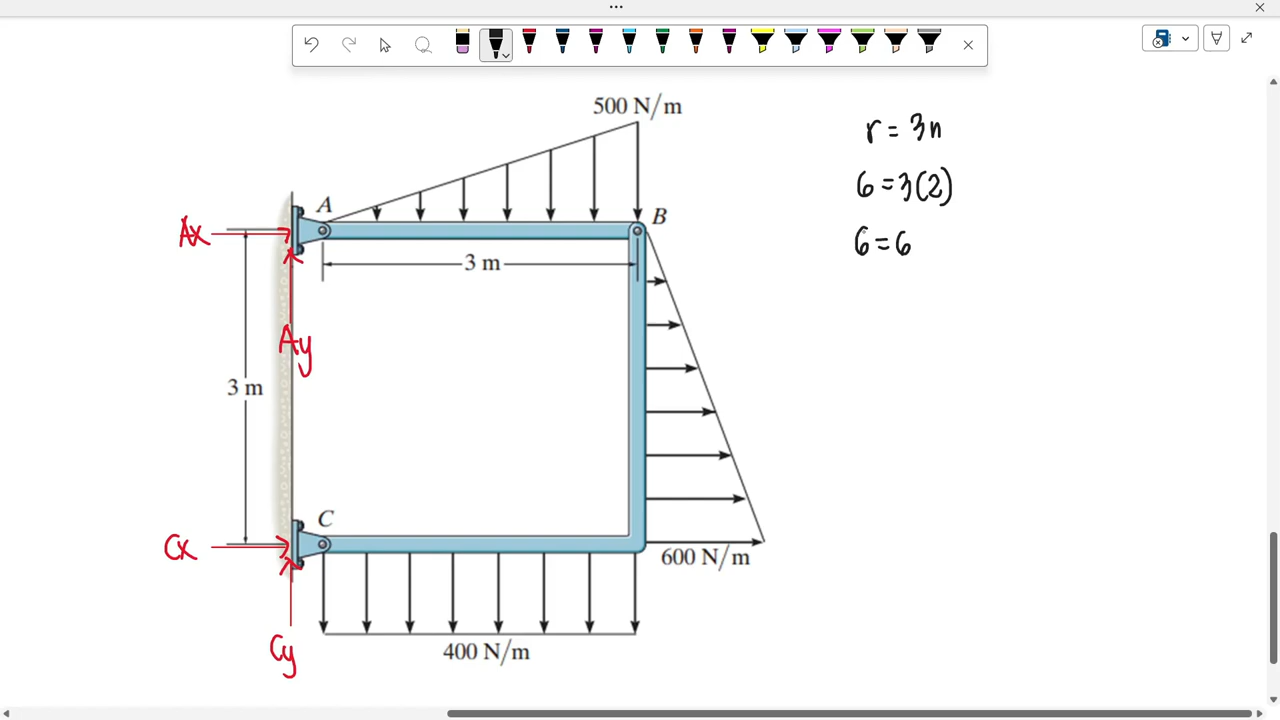 500 N/m
r = 3n
6 = 3(2)
6 = 6
A
B
Ax
3 m
Ay
3 m
C
Cx
600 N/m
Cy
400 N/m